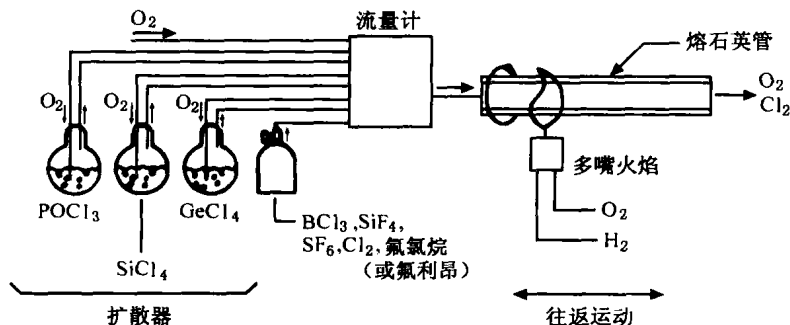 O₂
流量计
熔石英管
O₂
O₂
O₂
O₂
Cl₂
POCl₃
GeCl₄
多嘴火焰
BCl₃,SiF₄,
SF₆,Cl₂,氟氯烷
(或氟利昂)
O₂
H₂
SiCl₄
扩散器
往返运动